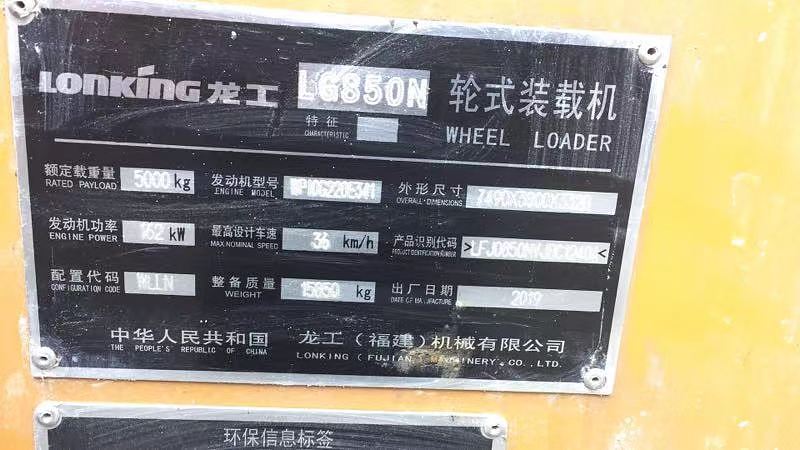 LONKING 龙工 LG850N 轮式装载机
特征
CHARACTERISTIC
WHEEL LOADER
额定载重量 5000 kg 发动机型号 WP10G220E341 外形尺寸
RATED PAYLOAD ENGINE MODEL OVERALL DIMENSIONS
发动机功率 162 kW 最高设计车速 36 km/h 产品识别代码 > <
ENGINE POWER MAX NOMINAL SPEED PRODUCT IDENTIFICATION NUMBER
配置代码 WLLN 整备质量 15850 kg 出厂日期 2019
CONFIGURATION CODE WEIGHT DATE OF MANUFACTURE
中华人民共和国 龙工（福建）机械有限公司
THE PEOPLE'S REPUBLIC OF CHINA LONKING (FUJIAN) MACHINERY CO., LTD.
环保信息标签